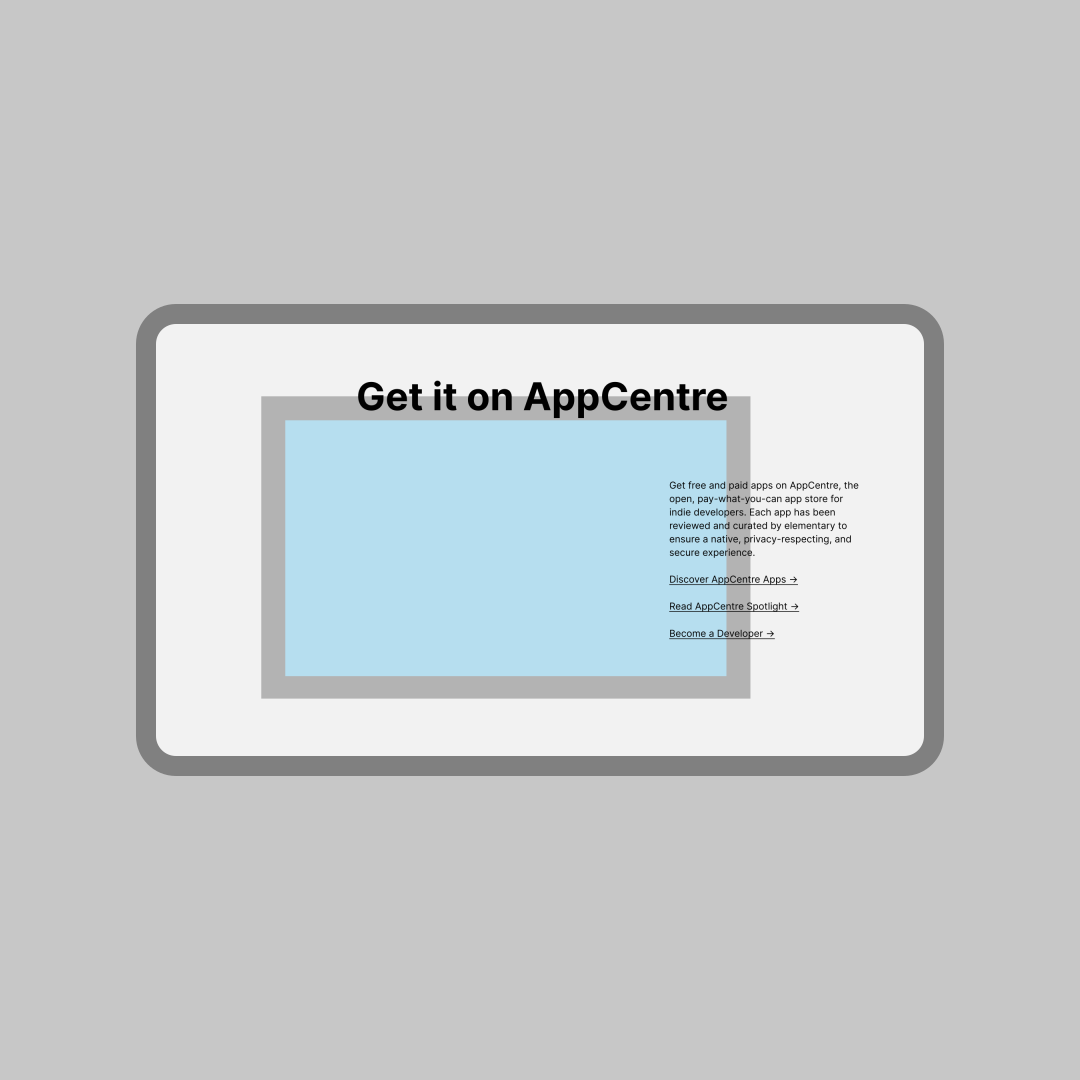 Get it on AppCentre
Get free and paid apps on AppCentre, the
open, pay-what-you-can app store for
indie developers. Each app has been
reviewed and curated by elementary to
ensure a native, privacy-respecting, and
secure experience.
Discover AppCentre Apps →
Read AppCentre Spotlight →
Become a Developer →